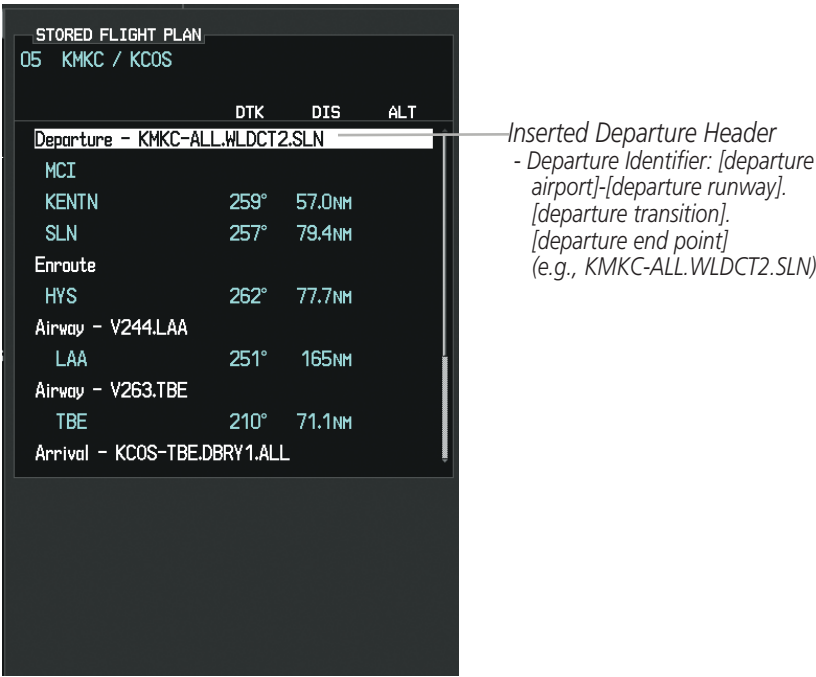 STORED FLIGHT PLAN
05 KMKC / KCOS
DTK DIS ALT
Departure - KMKC-ALL.WLDCT2.SLN
MCI
KENTN 259° 57.0NM
SLN 257° 79.4NM
Enroute
HYS 262° 77.7NM
Airway - V244.LAA
LAA 251° 165NM
Airway - V263.TBE
TBE 210° 71.1NM
Arrival - KCOS-TBE.DBRY1.ALL
Inserted Departure Header
- Departure Identifier: [departure
airport]-[departure runway].
[departure transition].
[departure end point]
(e.g., KMKC-ALL.WLDCT2.SLN)